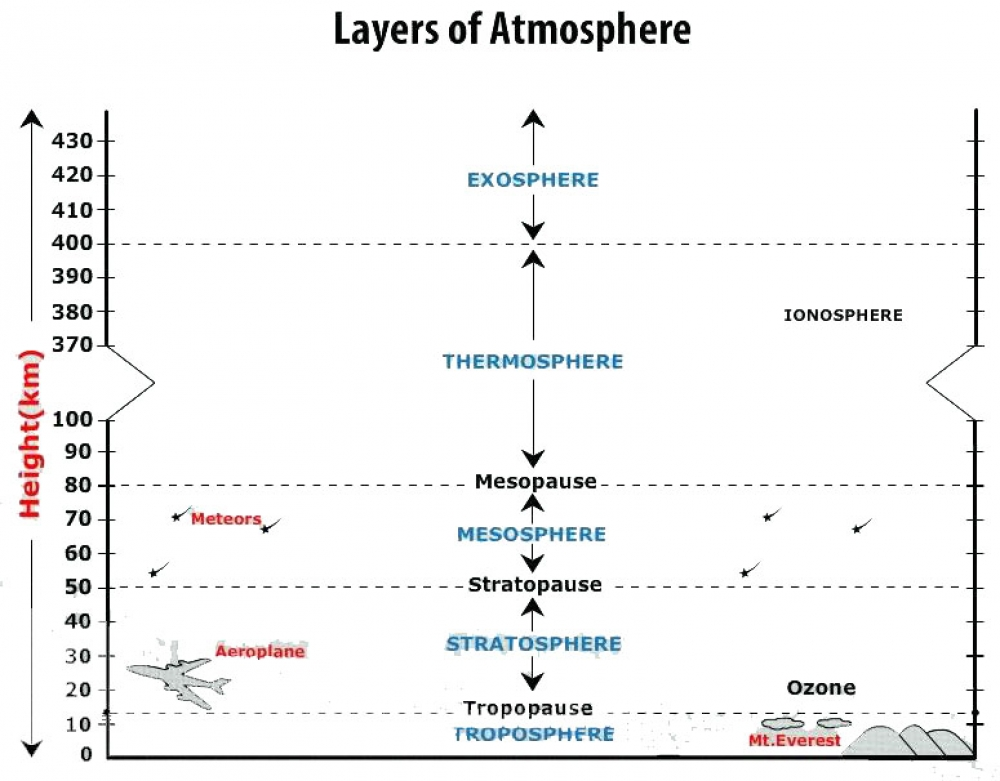 Layers of Atmosphere
430
420
EXOSPHERE
410
400
390
380
IONOSPHERE
370
THERMOSPHERE
Height(km)
100
90
80
Mesopause
70
Meteors
MESOSPHERE
60
50
Stratopause
40
STRATOSPHERE
30
Aeroplane
20
Ozone
Tropopause
10
TROPOSPHERE
Mt.Everest
0